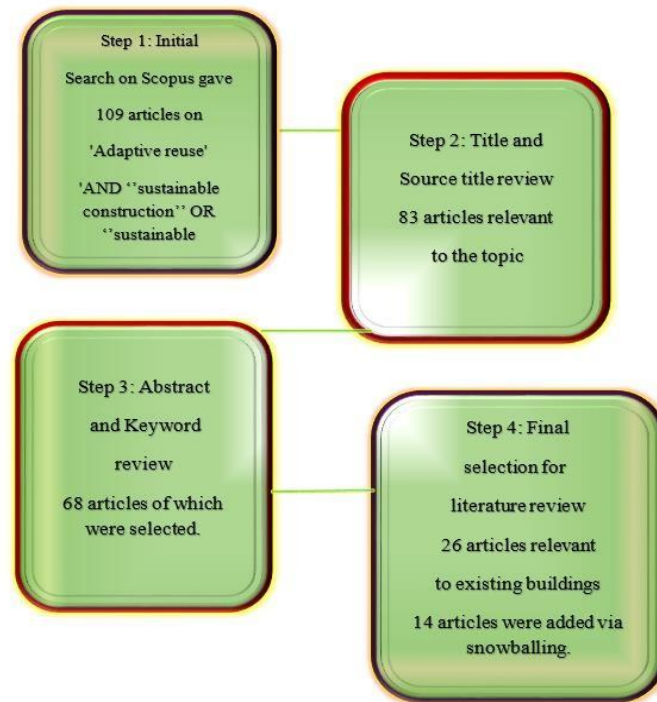 Step 1: Initial
Search on Scopus gave
109 articles on
'Adaptive reuse'
'AND ‘‘sustainable
construction’’ OR
‘‘sustainable
Step 2: Title and
Source title review
83 articles relevant
to the topic
Step 3: Abstract
and Keyword
review
68 articles of which
were selected.
Step 4: Final
selection for
literature review
26 articles relevant
to existing buildings
14 articles were added via
snowballing.